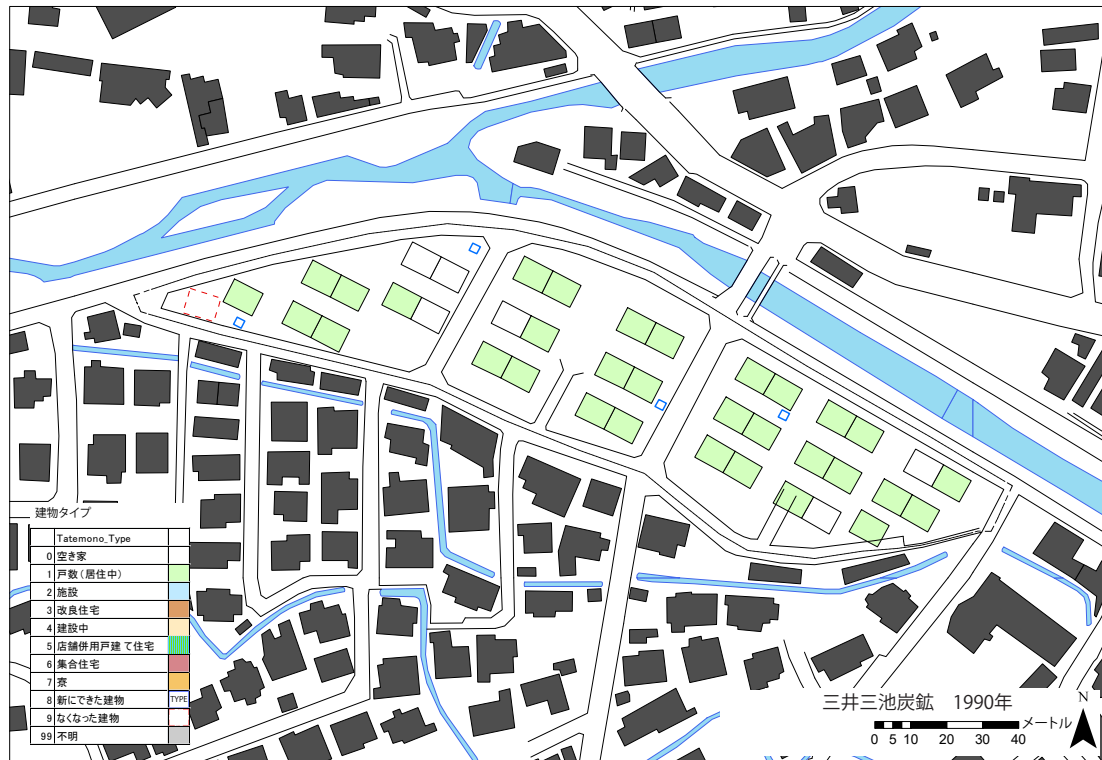 建物タイプ
Tatemono_Type
0 空き家
1 戸数(居住中)
2 施設
3 改良住宅
4 建設中
5 店舗併用戸建て住宅
6 集合住宅
7 寮
8 新にできた建物 TYPE
9 なくなった建物
99 不明
三井三池炭鉱 1990年
N
メートル
0 5 10 20 30 40